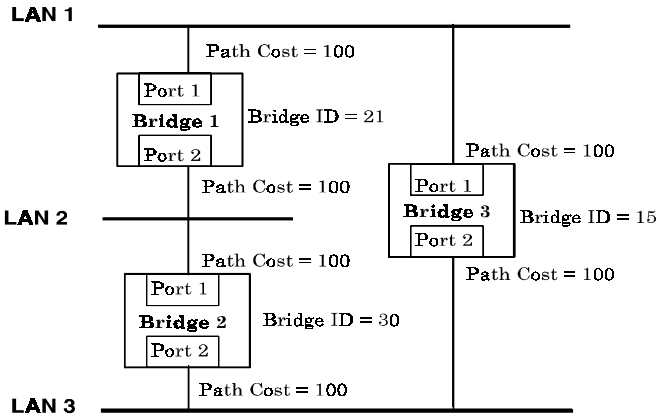 LAN 1
Path Cost = 100
Port 1
Bridge 1
Bridge ID = 21
Port 2
Path Cost = 100
LAN 2
Path Cost = 100
Port 1
Bridge 3
Bridge ID = 15
Port 2
Path Cost = 100
Path Cost = 100
Port 1
Bridge 2
Bridge ID = 30
Port 2
Path Cost = 100
LAN 3